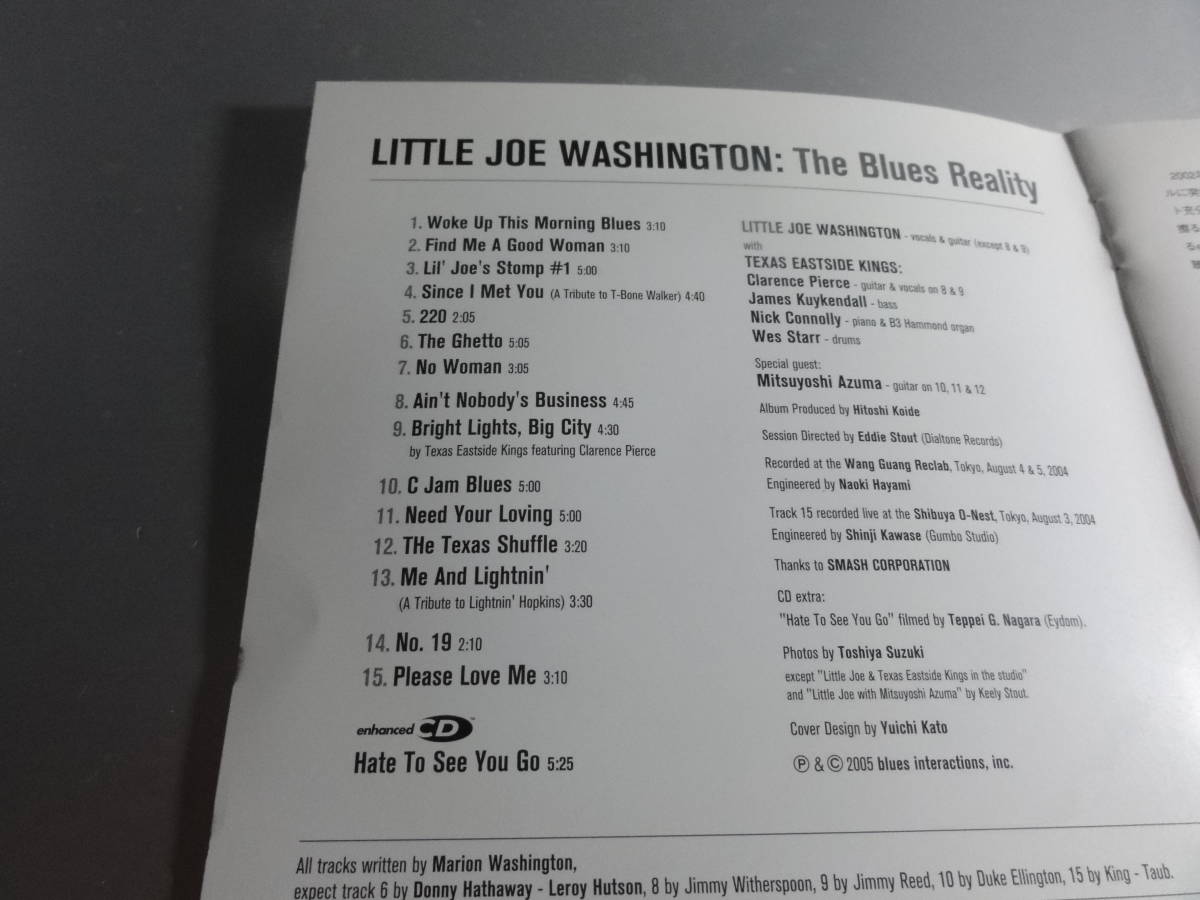 LITTLE JOE WASHINGTON: The Blues Reality
1. Woke Up This Morning Blues 3:10
2. Find Me A Good Woman 3:10
3. Lil' Joe's Stomp #1 5:00
4. Since I Met You (A Tribute to T-Bone Walker) 4:40
5. 220 2:05
6. The Ghetto 5:05
7. No Woman 3:05
8. Ain't Nobody's Business 4:45
9. Bright Lights, Big City 4:30
by Texas Eastside Kings featuring Clarence Pierce
10. C Jam Blues 5:00
11. Need Your Loving 5:00
12. THe Texas Shuffle 3:20
13. Me And Lightnin'
(A Tribute to Lightnin' Hopkins) 3:30
14. No. 19 2:10
15. Please Love Me 3:10
enhanced CD™
Hate To See You Go 5:25
LITTLE JOE WASHINGTON - vocals & guitar (except 8 & 9)
with
TEXAS EASTSIDE KINGS:
Clarence Pierce - guitar & vocals on 8 & 9
James Kuykendall - bass
Nick Connolly - piano & B3 Hammond organ
Wes Starr - drums
Special guest:
Mitsuyoshi Azuma - guitar on 10, 11 & 12
Album Produced by Hitoshi Koide
Session Directed by Eddie Stout (Dialtone Records)
Recorded at the Wang Guang Reclab, Tokyo, August 4 & 5, 2004
Engineered by Naoki Hayami
Track 15 recorded live at the Shibuya O-Nest, Tokyo, August 3, 2004
Engineered by Shinji Kawase (Gumbo Studio)
Thanks to SMASH CORPORATION
CD extra:
"Hate To See You Go" filmed by Teppei G. Nagara (Eydom).
Photos by Toshiya Suzuki
except "Little Joe & Texas Eastside Kings in the studio"
and "Little Joe with Mitsuyoshi Azuma" by Keely Stout.
Cover Design by Yuichi Kato
Ⓟ & © 2005 blues interactions, inc.
All tracks written by Marion Washington,
expect track 6 by Donny Hathaway - Leroy Hutson, 8 by Jimmy Witherspoon, 9 by Jimmy Reed, 10 by Duke Ellington, 15 by King - Taub.
2002